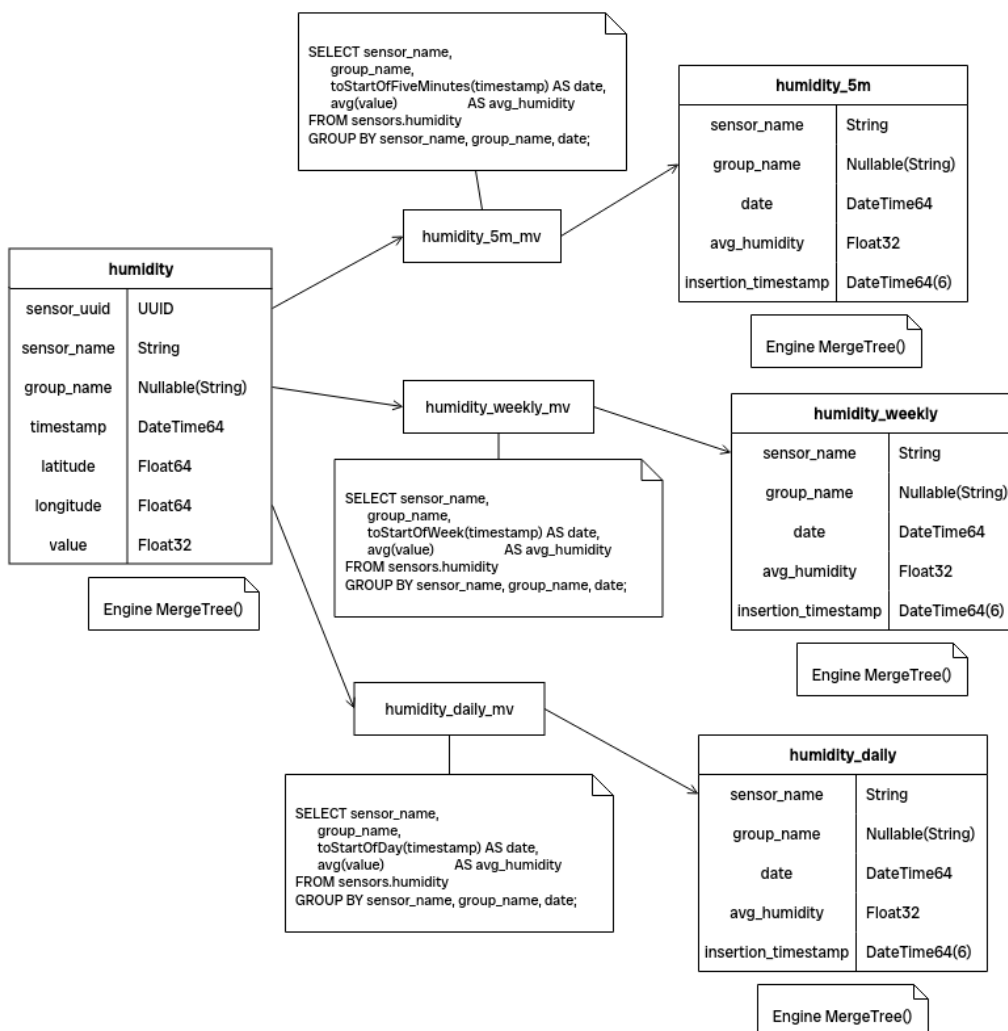 SELECT sensor_name,
group_name,
toStartOfFiveMinutes(timestamp) AS date,
avg(value) AS avg_humidity
FROM sensors.humidity
GROUP BY sensor_name, group_name, date;
humidity_5m_mv
humidity_5m
sensor_name String
group_name Nullable(String)
date DateTime64
avg_humidity Float32
insertion_timestamp DateTime64(6)
Engine MergeTree()
humidity
sensor_uuid UUID
sensor_name String
group_name Nullable(String)
timestamp DateTime64
latitude Float64
longitude Float64
value Float32
Engine MergeTree()
humidity_weekly_mv
SELECT sensor_name,
group_name,
toStartOfWeek(timestamp) AS date,
avg(value) AS avg_humidity
FROM sensors.humidity
GROUP BY sensor_name, group_name, date;
humidity_weekly
sensor_name String
group_name Nullable(String)
date DateTime64
avg_humidity Float32
insertion_timestamp DateTime64(6)
Engine MergeTree()
humidity_daily_mv
SELECT sensor_name,
group_name,
toStartOfDay(timestamp) AS date,
avg(value) AS avg_humidity
FROM sensors.humidity
GROUP BY sensor_name, group_name, date;
humidity_daily
sensor_name String
group_name Nullable(String)
date DateTime64
avg_humidity Float32
insertion_timestamp DateTime64(6)
Engine MergeTree()